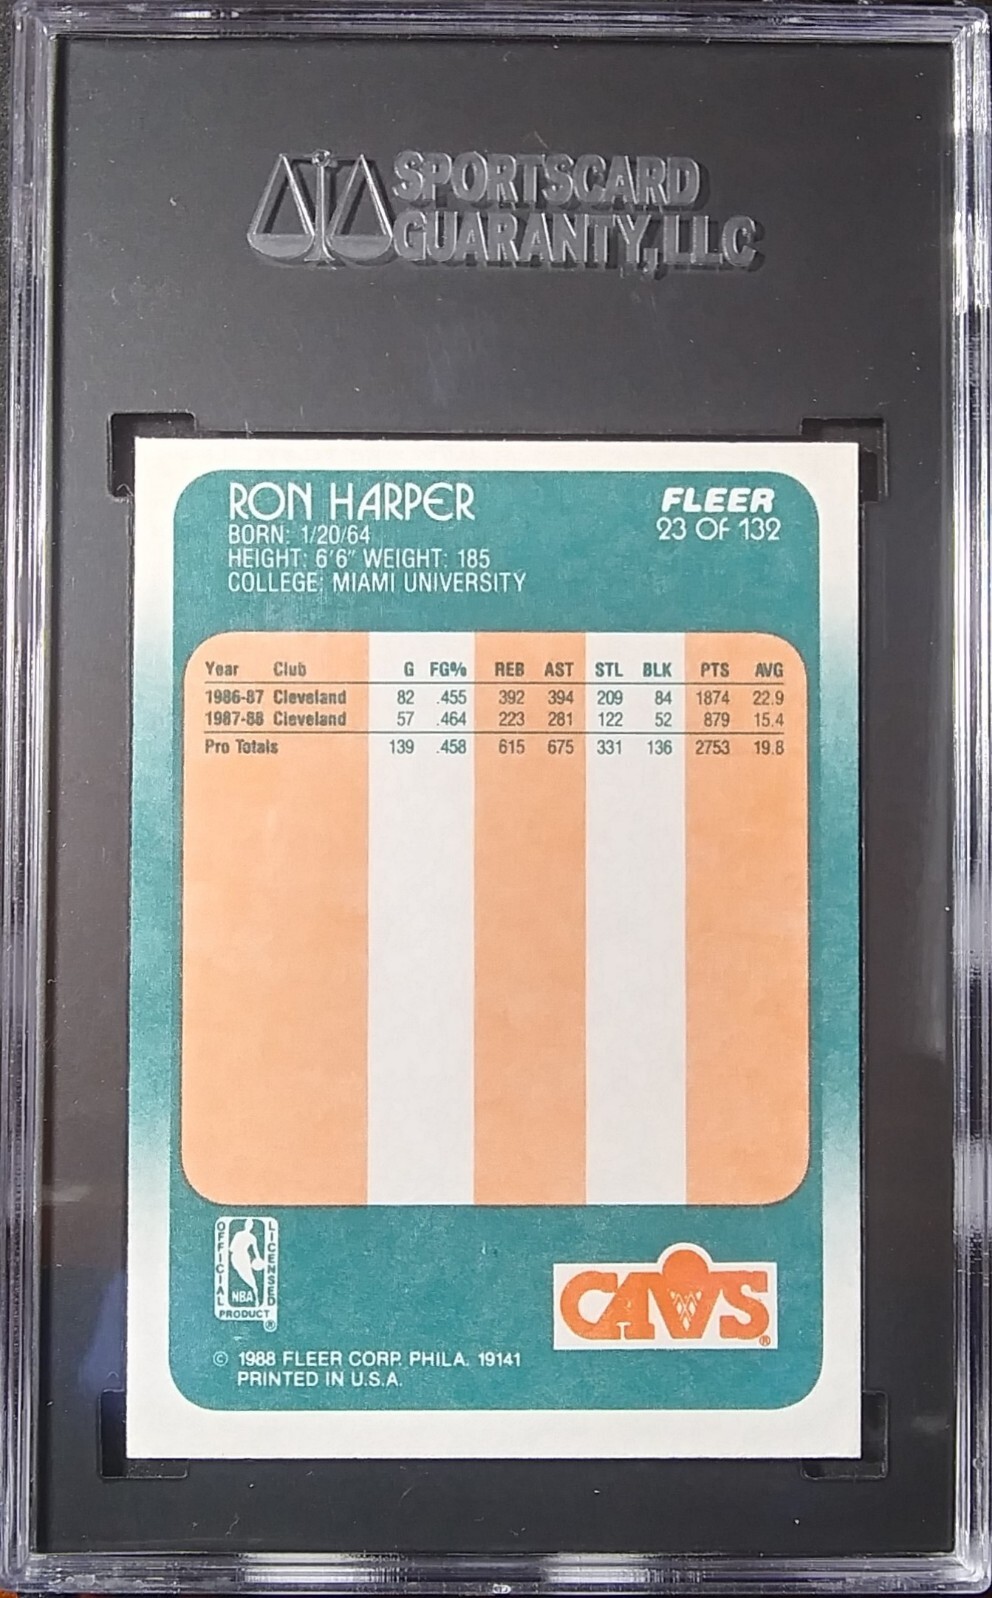 SPORTSCARD
GUARANTY, LLC
RON HARPER
FLEER
BORN: 1/20/64
23 OF 132
HEIGHT: 6'6" WEIGHT: 185
COLLEGE: MIAMI UNIVERSITY
Year Club G FG% REB AST STL BLK PTS AVG
1986-87 Cleveland 82 .455 392 394 209 84 1874 22.9
1987-88 Cleveland 57 .464 223 281 122 52 879 15.4
Pro Totals 139 .458 615 675 331 136 2753 19.8
OFFICIAL
LICENSED
NBA
PRODUCT
®
CAVS®
© 1988 FLEER CORP. PHILA. 19141
PRINTED IN U.S.A.